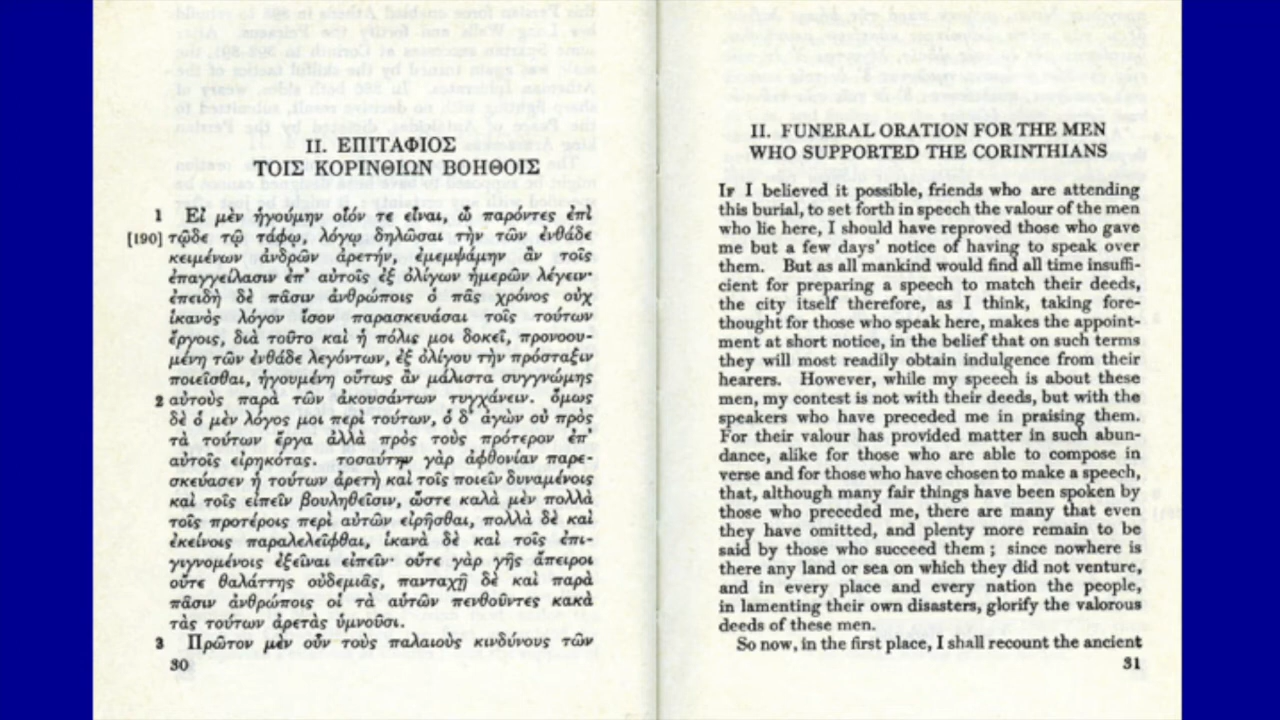 II. ΕΠΙΤΑΦΙΟΣ
ΤΟΙΣ ΚΟΡΙΝΘΙΩΝ ΒΟΗΘΟΙΣ
1 Εἰ μὲν ἡγούμην οἷόν τε εἶναι, ὦ παρόντες ἐπὶ
[190] τῷδε τῷ τάφῳ, λόγῳ δηλῶσαι τὴν τῶν ἐνθάδε
κειμένων ἀνδρῶν ἀρετήν, ἐμεμψάμην ἂν τοῖς
ἐπαγγείλασιν ἐπ' αὐτοῖς ἐξ ὀλίγων ἡμερῶν λέγειν·
ἐπειδὴ δὲ πᾶσιν ἀνθρώποις ὁ πᾶς χρόνος οὐχ
ἱκανὸς λόγον ἴσον παρασκευάσαι τοῖς τούτων
ἔργοις, διὰ τοῦτο καὶ ἡ πόλις μοι δοκεῖ, προνοου-
μένη τῶν ἐνθάδε λεγόντων, ἐξ ὀλίγου τὴν πρόσταξιν
ποιεῖσθαι, ἡγουμένη οὕτως ἂν μάλιστα συγγνώμης
2 αὐτοὺς παρὰ τῶν ἀκουσάντων τυγχάνειν. ὅμως
δὲ ὁ μὲν λόγος μοι περὶ τούτων, ὁ δ' ἀγὼν οὐ πρὸς
τὰ τούτων ἔργα ἀλλὰ πρὸς τοὺς πρότερον ἐπ'
αὐτοῖς εἰρηκότας. τοσαύτην γὰρ ἀφθονίαν παρε-
σκεύασεν ἡ τούτων ἀρετὴ καὶ τοῖς ποιεῖν δυναμένοις
καὶ τοῖς εἰπεῖν βουληθεῖσιν, ὥστε καλὰ μὲν πολλὰ
τοῖς προτέροις περὶ αὐτῶν εἰρῆσθαι, πολλὰ δὲ καὶ
ἐκείνοις παραλελεῖφθαι, ἱκανὰ δὲ καὶ τοῖς ἐπι-
γιγνομένοις ἐξεῖναι εἰπεῖν· οὔτε γὰρ γῆς ἄπειροι
οὔτε θαλάττης οὐδεμιᾶς, πανταχῇ δὲ καὶ παρὰ
πᾶσιν ἀνθρώποις οἱ τὰ αὑτῶν πενθοῦντες κακὰ
τὰς τούτων ἀρετὰς ὑμνοῦσι.
3 Πρῶτον μὲν οὖν τοὺς παλαιοὺς κινδύνους τῶν
30
II. FUNERAL ORATION FOR THE MEN
WHO SUPPORTED THE CORINTHIANS
If I believed it possible, friends who are attending
this burial, to set forth in speech the valour of the men
who lie here, I should have reproved those who gave
me but a few days' notice of having to speak over
them. But as all mankind would find all time insuffi-
cient for preparing a speech to match their deeds,
the city itself therefore, as I think, taking fore-
thought for those who speak here, makes the appoint-
ment at short notice, in the belief that on such terms
they will most readily obtain indulgence from their
hearers. However, while my speech is about these
men, my contest is not with their deeds, but with the
speakers who have preceded me in praising them.
For their valour has provided matter in such abun-
dance, alike for those who are able to compose in
verse and for those who have chosen to make a speech,
that, although many fair things have been spoken by
those who preceded me, there are many that even
they have omitted, and plenty more remain to be
said by those who succeed them ; since nowhere is
there any land or sea on which they did not venture,
and in every place and every nation the people,
in lamenting their own disasters, glorify the valorous
deeds of these men.
So now, in the first place, I shall recount the ancient
31